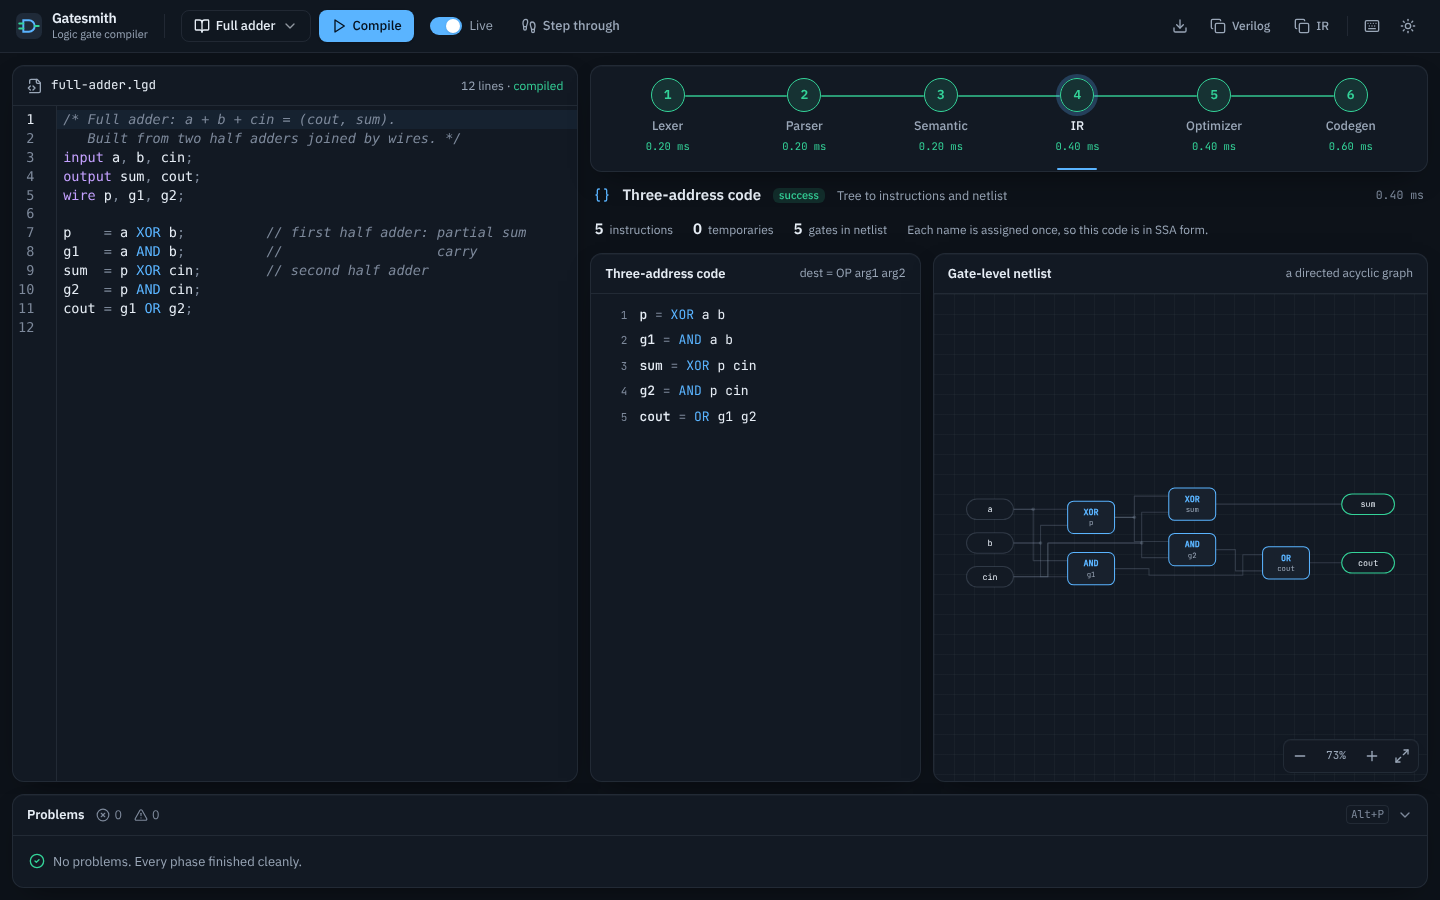 Gatesmith
Logic gate compiler
Full adder
Compile
Live
Step through
Verilog
IR
full-adder.lgd
12 lines · compiled
1 /* Full adder: a + b + cin = (cout, sum).
2 Built from two half adders joined by wires. */
3 input a, b, cin;
4 output sum, cout;
5 wire p, g1, g2;
6
7 p = a XOR b; // first half adder: partial sum
8 g1 = a AND b; // carry
9 sum = p XOR cin; // second half adder
10 g2 = p AND cin;
11 cout = g1 OR g2;
12
1 2 3 4 5 6
Lexer Parser Semantic IR Optimizer Codegen
0.20 ms 0.20 ms 0.20 ms 0.40 ms 0.40 ms 0.60 ms
{} Three-address code success Tree to instructions and netlist 0.40 ms
5 instructions 0 temporaries 5 gates in netlist Each name is assigned once, so this code is in SSA form.
Three-address code dest = OP arg1 arg2
1 p = XOR a b
2 g1 = AND a b
3 sum = XOR p cin
4 g2 = AND p cin
5 cout = OR g1 g2
Gate-level netlist a directed acyclic graph
a
b
cin
XOR
p
AND
g1
XOR
sum
AND
g2
OR
cout
sum
cout
73%
Problems 0 0 Alt+P
No problems. Every phase finished cleanly.